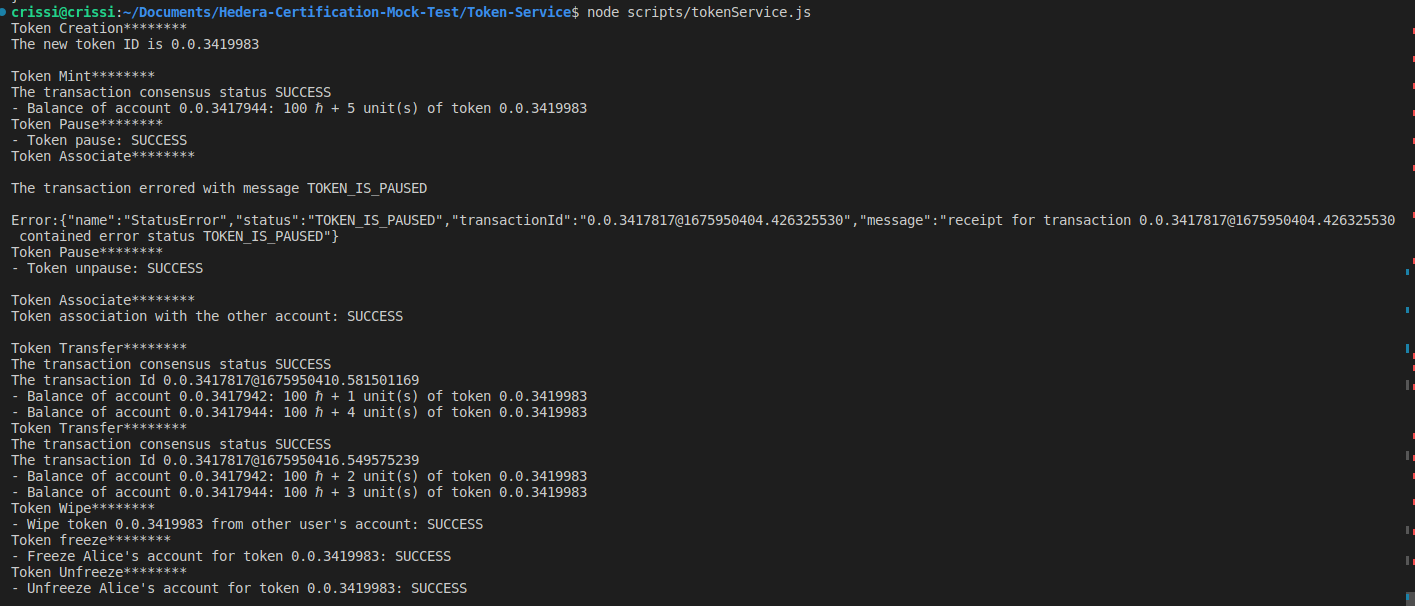 crissi@crissi:~/Documents/Hedera-Certification-Mock-Test/Token-Service$ node scripts/tokenService.js
Token Creation********
The new token ID is 0.0.3419983
Token Mint********
The transaction consensus status SUCCESS
- Balance of account 0.0.3417944: 100 ℏ + 5 unit(s) of token 0.0.3419983
Token Pause********
- Token pause: SUCCESS
Token Associate********
The transaction errored with message TOKEN_IS_PAUSED
Error:{"name":"StatusError","status":"TOKEN_IS_PAUSED","transactionId":"0.0.3417817@1675950404.426325530","message":"receipt for transaction 0.0.3417817@1675950404.426325530
contained error status TOKEN_IS_PAUSED"}
Token Pause********
- Token unpause: SUCCESS
Token Associate********
Token association with the other account: SUCCESS
Token Transfer********
The transaction consensus status SUCCESS
The transaction Id 0.0.3417817@1675950410.581501169
- Balance of account 0.0.3417942: 100 ℏ + 1 unit(s) of token 0.0.3419983
- Balance of account 0.0.3417944: 100 ℏ + 4 unit(s) of token 0.0.3419983
Token Transfer********
The transaction consensus status SUCCESS
The transaction Id 0.0.3417817@1675950416.549575239
- Balance of account 0.0.3417942: 100 ℏ + 2 unit(s) of token 0.0.3419983
- Balance of account 0.0.3417944: 100 ℏ + 3 unit(s) of token 0.0.3419983
Token Wipe********
- Wipe token 0.0.3419983 from other user's account: SUCCESS
Token freeze********
- Freeze Alice's account for token 0.0.3419983: SUCCESS
Token Unfreeze********
- Unfreeze Alice's account for token 0.0.3419983: SUCCESS